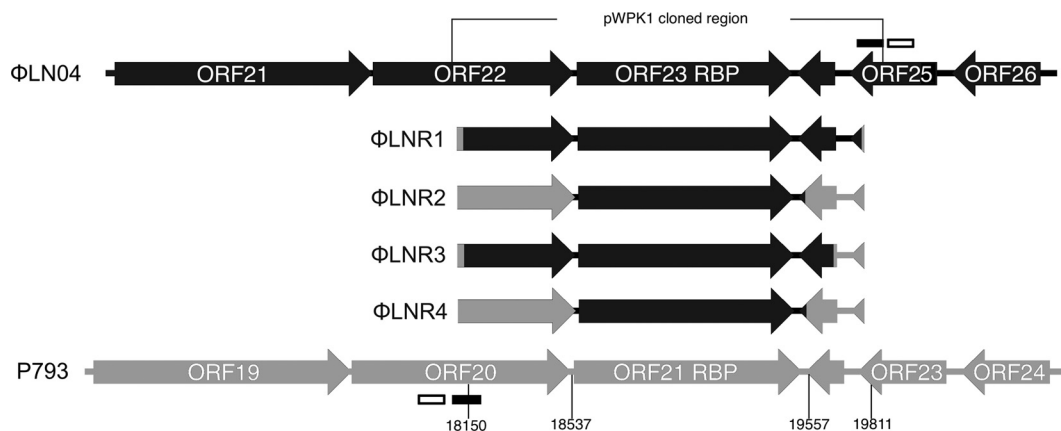 pWPK1 cloned region
ΦLN04 ORF21 ORF22 ORF23 RBP ORF25 ORF26
ΦLNR1
ΦLNR2
ΦLNR3
ΦLNR4
P793 ORF19 ORF20 ORF21 RBP ORF23 ORF24
18150 18537 19557 19811